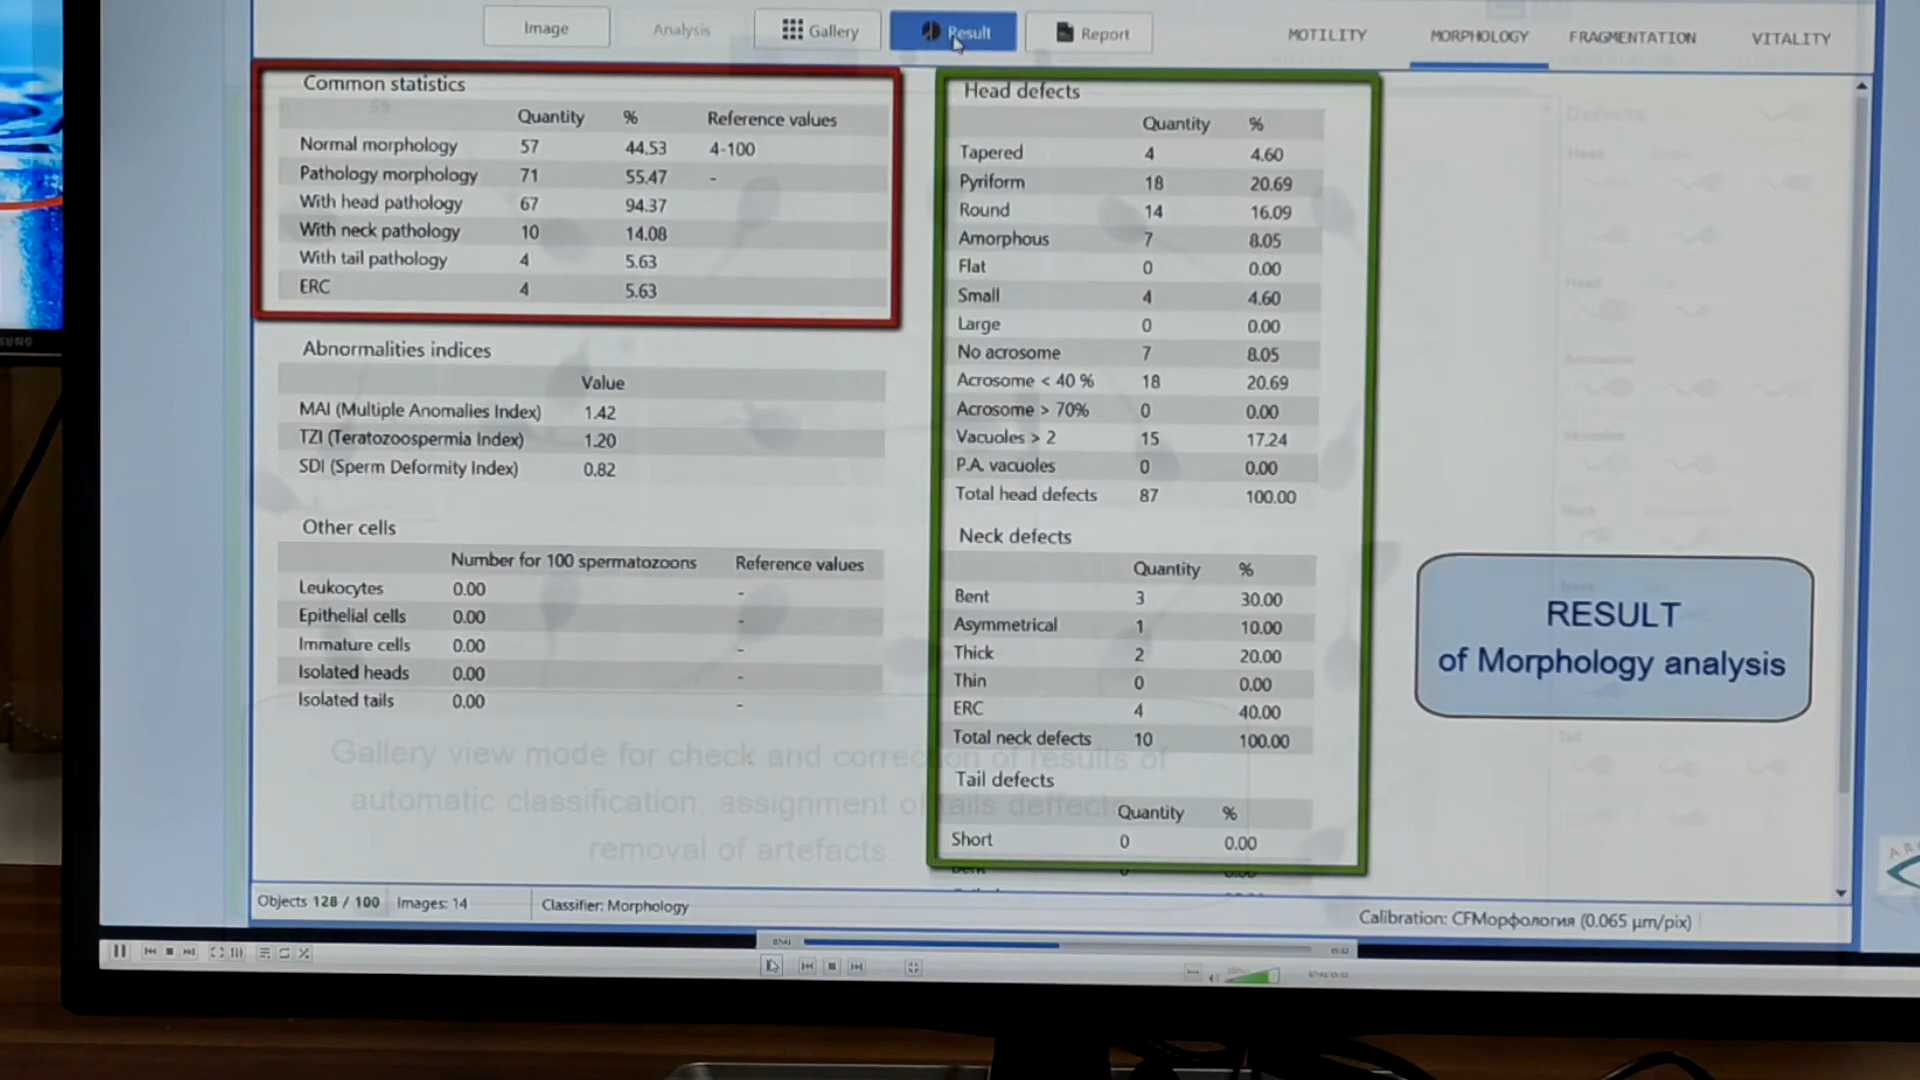 Image Analysis Gallery Result Report MOTILITY MORPHOLOGY FRAGMENTATION VITALITY
Common statistics
Quantity % Reference values
Normal morphology 57 44.53 4-100
Pathology morphology 71 55.47 -
With head pathology 67 94.37
With neck pathology 10 14.08
With tail pathology 4 5.63
ERC 4 5.63
Abnormalities indices
Value
MAI (Multiple Anomalies Index) 1.42
TZI (Teratozoospermia Index) 1.20
SDI (Sperm Deformity Index) 0.82
Other cells
Number for 100 spermatozoons Reference values
Leukocytes 0.00 -
Epithelial cells 0.00 -
Immature cells 0.00 -
Isolated heads 0.00 -
Isolated tails 0.00 -
Gallery view mode for check and correction of results of
automatic classification, assignment of tails deffects
removal of artefacts.
Head defects
Quantity %
Tapered 4 4.60
Pyriform 18 20.69
Round 14 16.09
Amorphous 7 8.05
Flat 0 0.00
Small 4 4.60
Large 0 0.00
No acrosome 7 8.05
Acrosome < 40 % 18 20.69
Acrosome > 70% 0 0.00
Vacuoles > 2 15 17.24
P.A. vacuoles 0 0.00
Total head defects 87 100.00
Neck defects
Quantity %
Bent 3 30.00
Asymmetrical 1 10.00
Thick 2 20.00
Thin 0 0.00
ERC 4 40.00
Total neck defects 10 100.00
Tail defects
Quantity %
Short 0 0.00
Defects
Head
Head
Acrosome
Vacuoles
Neck
Tail
RESULT
of Morphology analysis
Objects 128 / 100 Images: 14 Classifier: Morphology Calibration: CFМорфология (0.065 µm/pix)